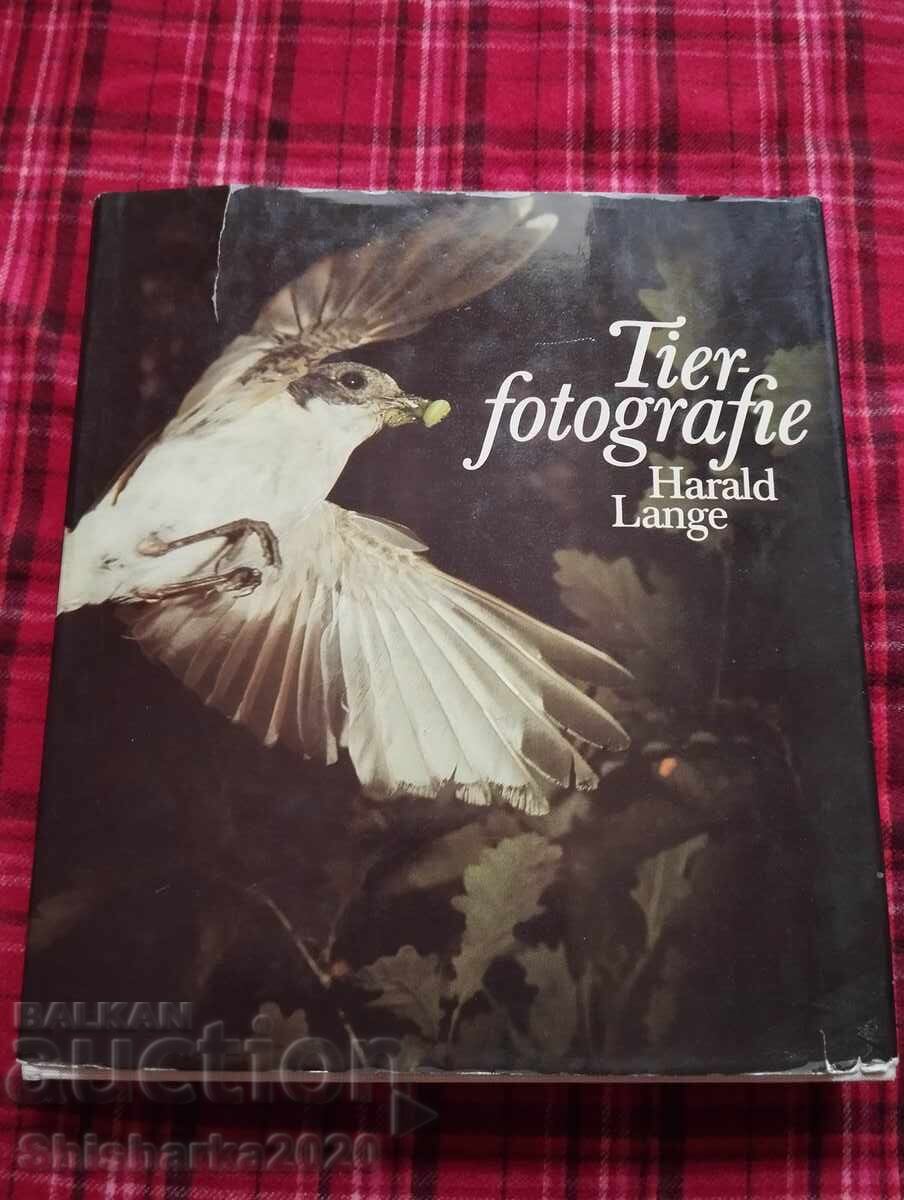 Tier-
fotografie
Harald
Lange
BALKAN
auction
Shisharka2020